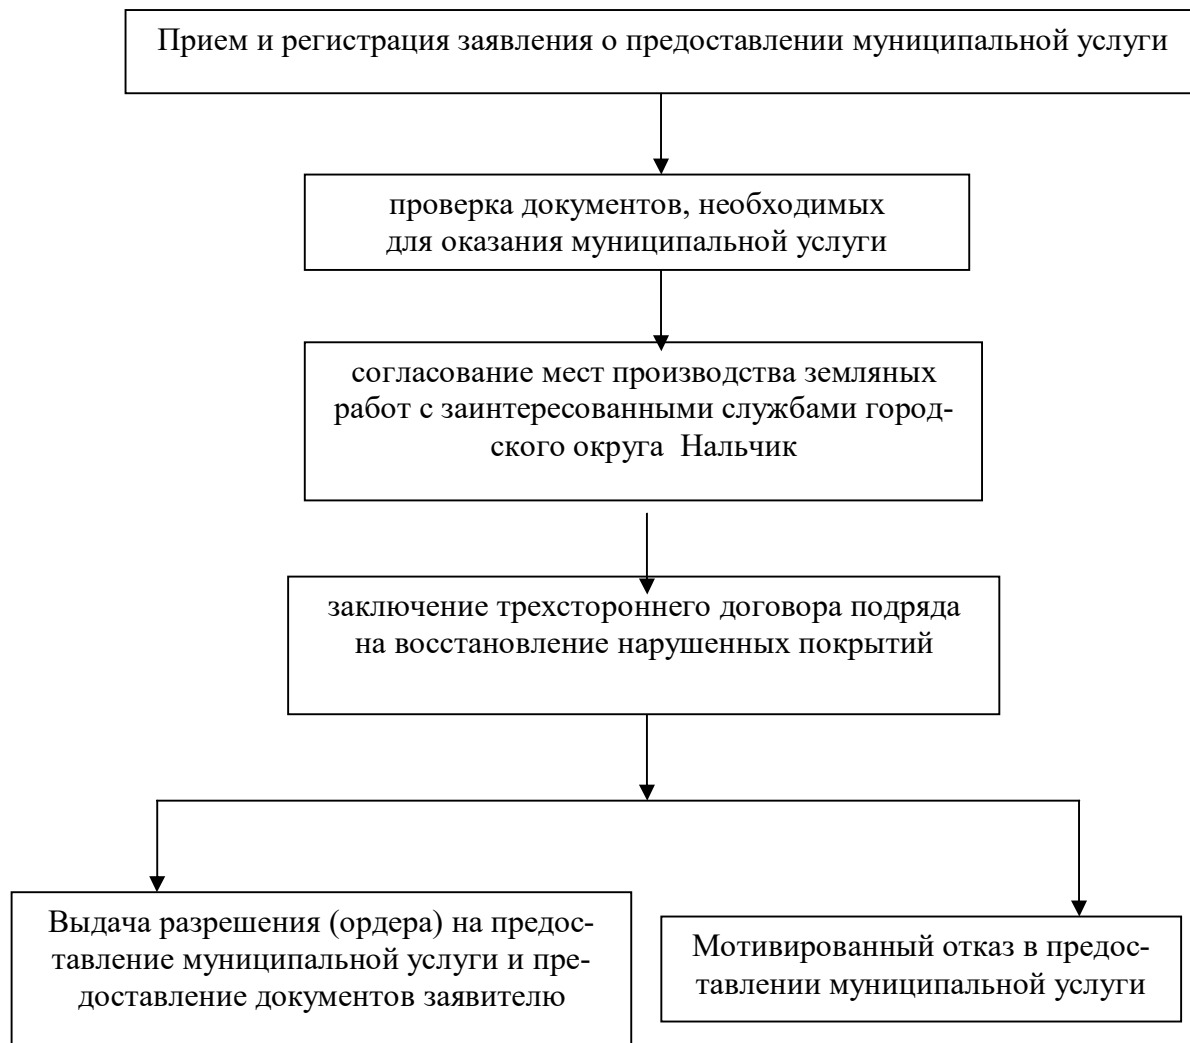 Прием и регистрация заявления о предоставлении муниципальной услуги
проверка документов, необходимых
для оказания муниципальной услуги
согласование мест производства земляных
работ с заинтересованными службами город-
ского округа  Нальчик
заключение трехстороннего договора подряда
на восстановление нарушенных покрытий
Выдача разрешения (ордера) на предос-
тавление муниципальной услуги и пре-
доставление документов заявителю
Мотивированный отказ в предос-
тавлении муниципальной услуги